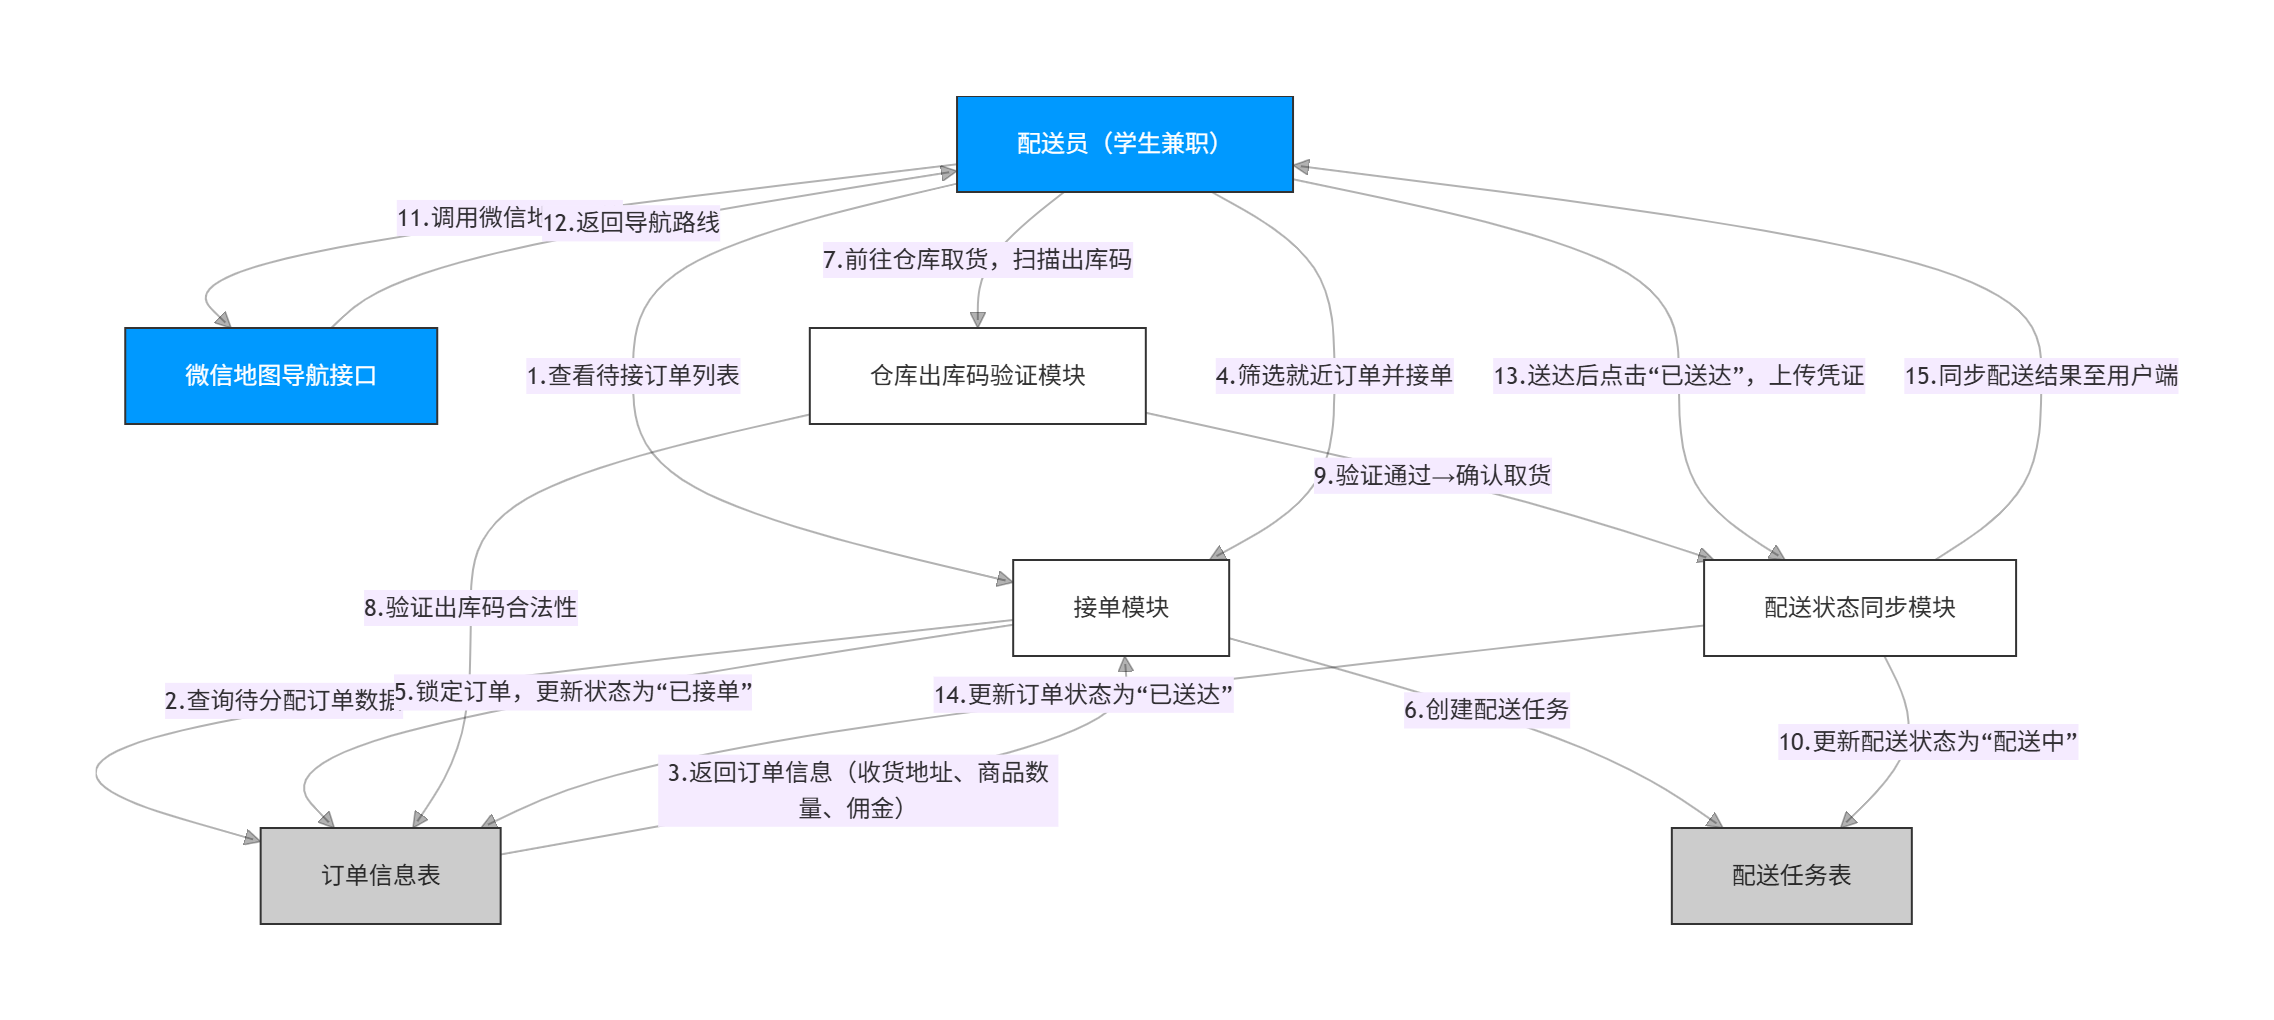 配送员（学生兼职）
11.调用微信地
12.返回导航路线
7.前往仓库取货，扫描出库码
微信地图导航接口
1.查看待接订单列表
仓库出库码验证模块
4.筛选就近订单并接单
13.送达后点击“已送达”，上传凭证
15.同步配送结果至用户端
9.验证通过→确认取货
8.验证出库码合法性
接单模块
配送状态同步模块
2.查询待分配订单数据
5.锁定订单，更新状态为“已接单”
14.更新订单状态为“已送达”
6.创建配送任务
10.更新配送状态为“配送中”
3.返回订单信息（收货地址、商品数
量、佣金）
订单信息表
配送任务表